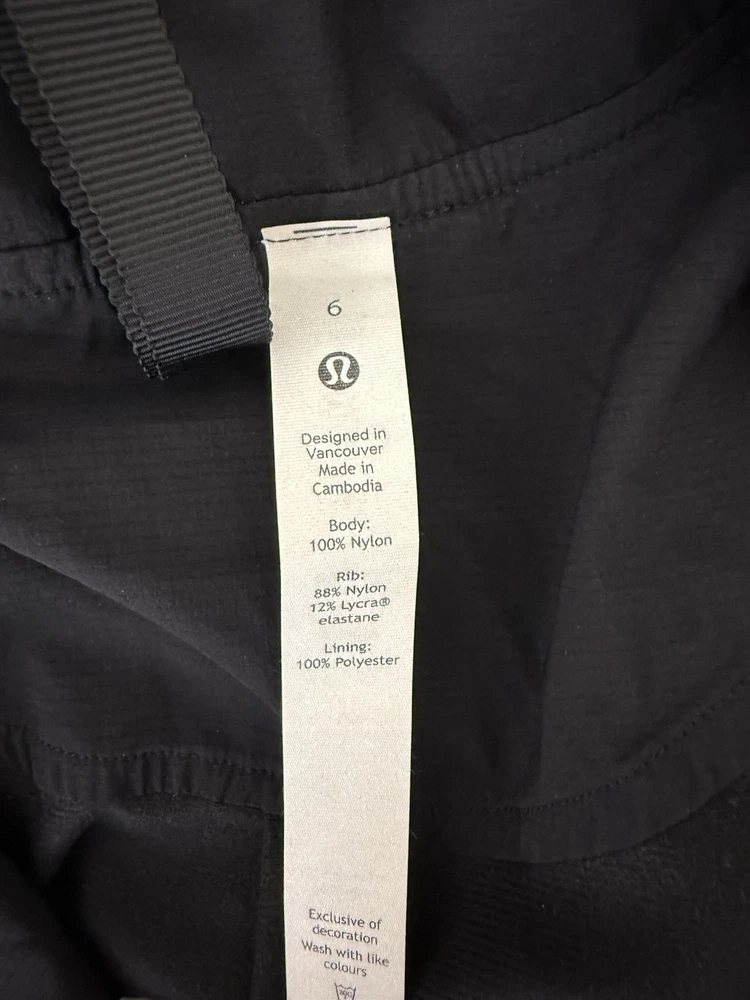 6
Designed in
Vancouver
Made in
Cambodia
Body:
100% Nylon
Rib:
88% Nylon
12% Lycra®
elastane
Lining:
100% Polyester
Exclusive of
decoration
Wash with like
colours